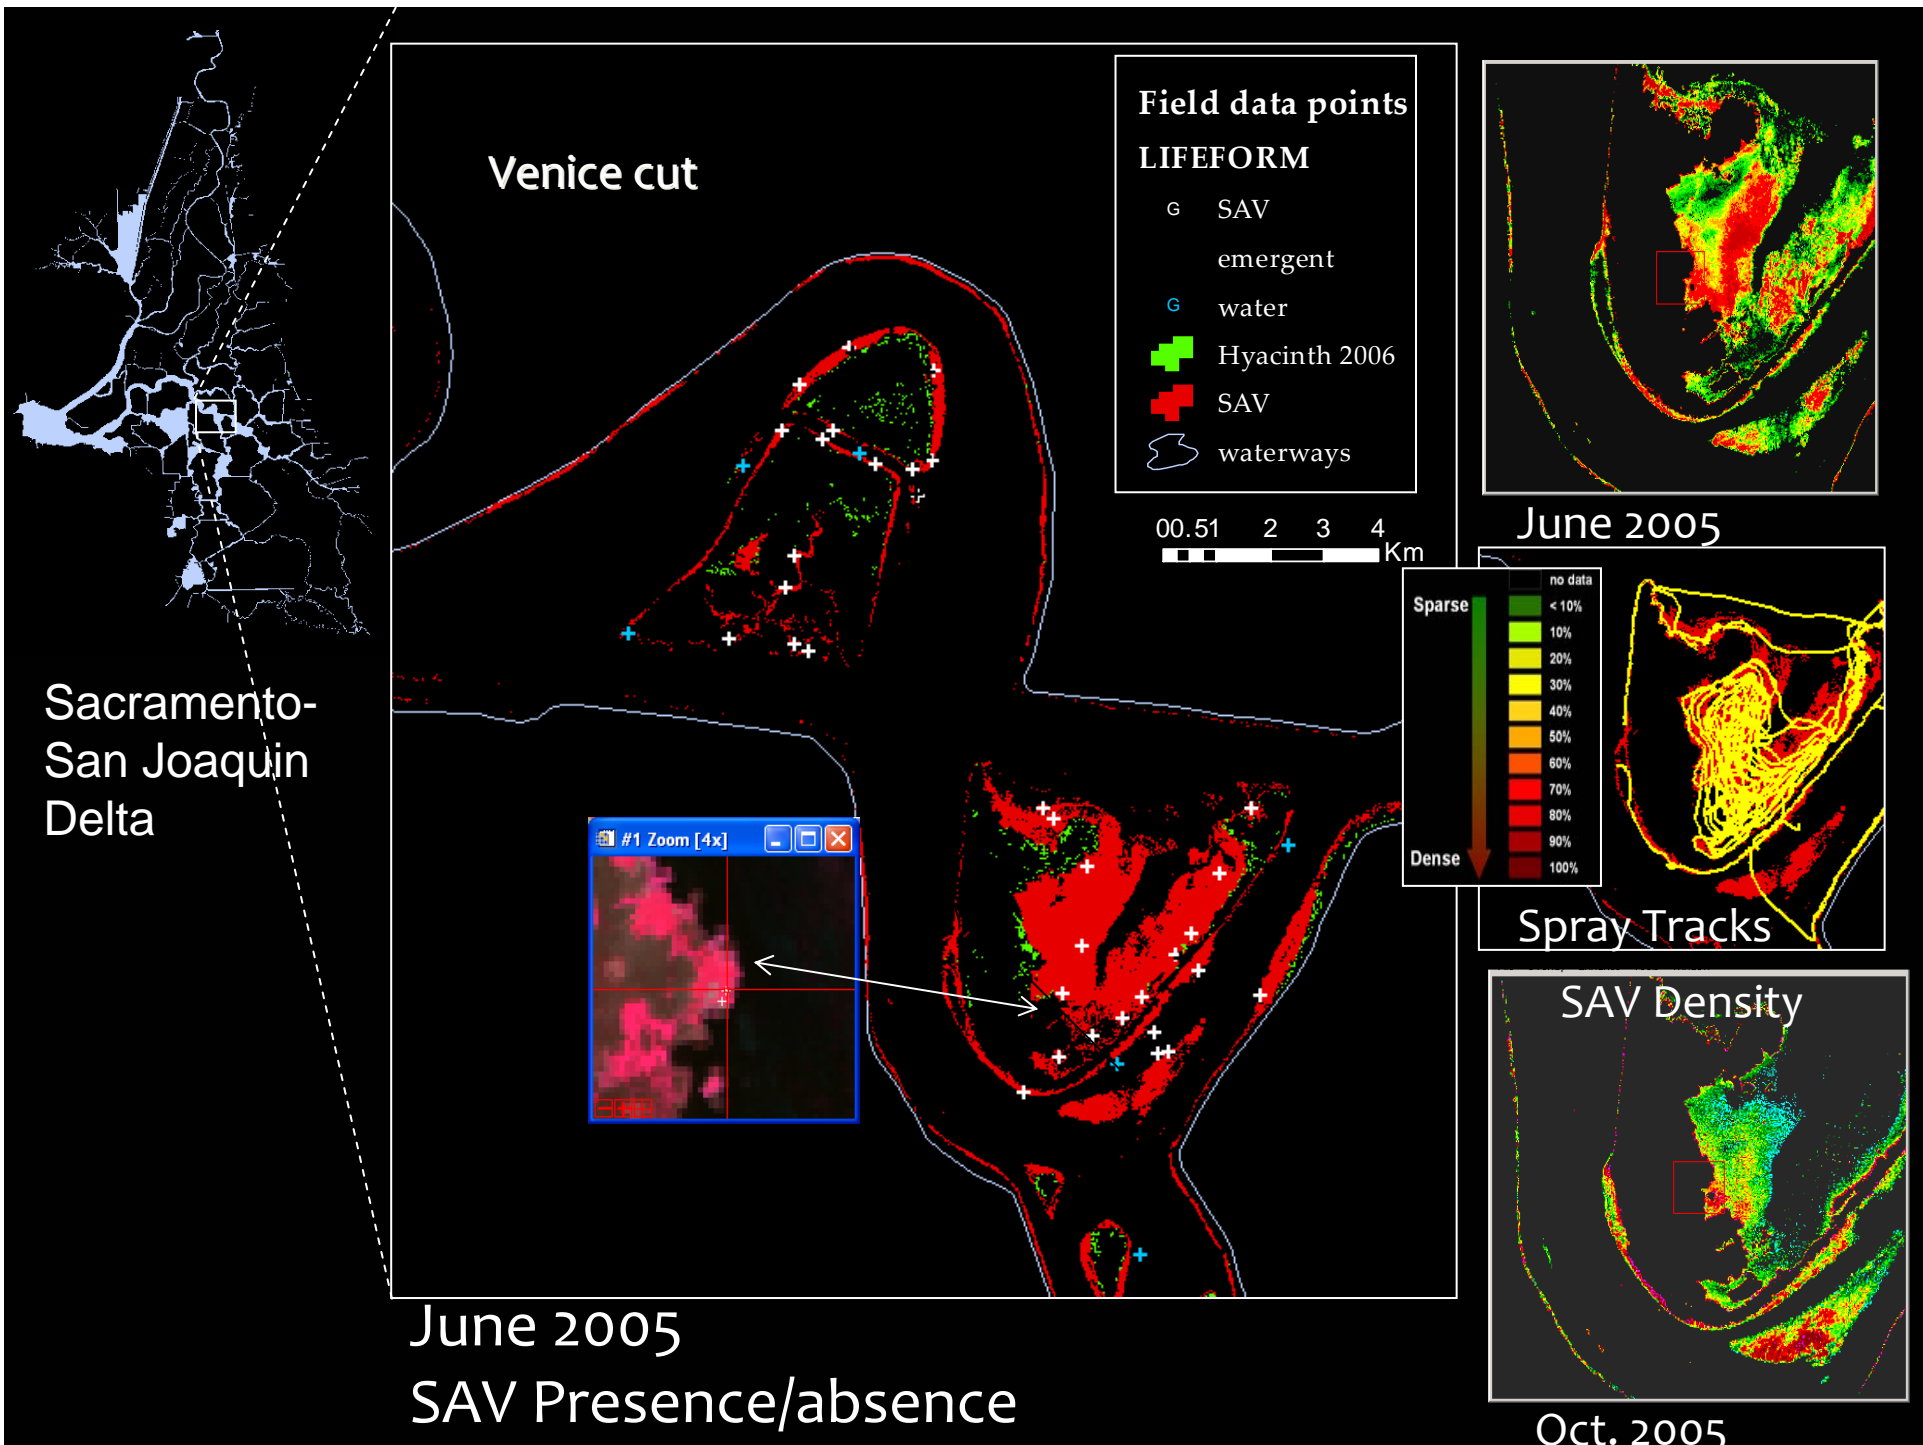 Venice cut
Field data points
LIFEFORM
G SAV
emergent
G water
Hyacinth 2006
SAV
waterways
00.51 2 3 4
Km
Sacramento-
San Joaquin
Delta
#1 Zoom [4x]
June 2005
SAV Presence/absence
June 2005
Sparse
Dense
no data
< 10%
10%
20%
30%
40%
50%
60%
70%
80%
90%
100%
Spray Tracks
SAV Density
Oct. 2005